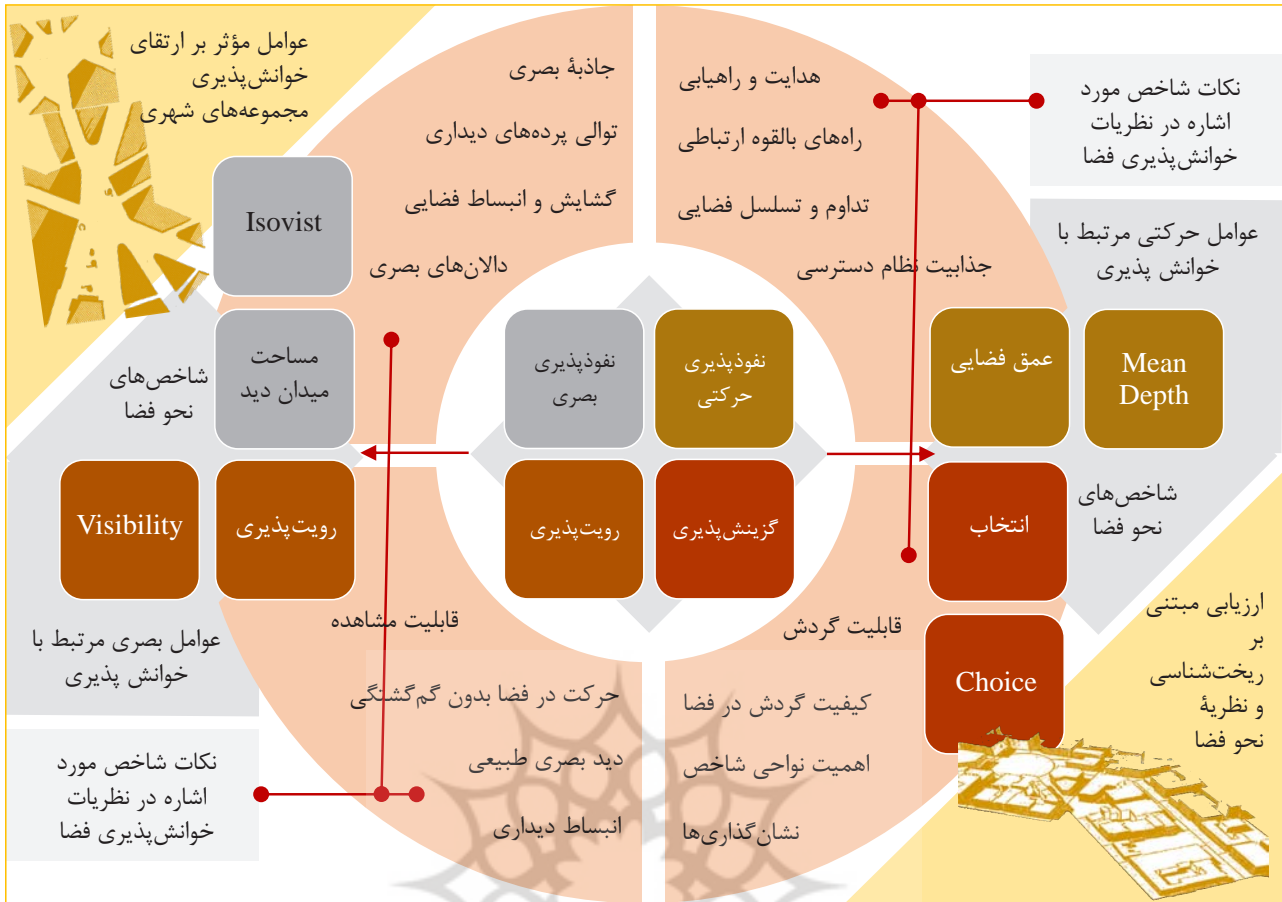 عوامل مؤثر بر ارتقای
خوانش‌پذیری
مجموعه‌های شهری
جاذبۀ بصری
توالی پرده‌های دیداری
گشایش و انبساط فضایی
دالان‌های بصری
هدایت و راهیابی
راه‌های بالقوه ارتباطی
تداوم و تسلسل فضایی
جذابیت نظام دسترسی
نکات شاخص مورد
اشاره در نظریات
خوانش‌پذیری فضا
عوامل حرکتی مرتبط با
خوانش پذیری
Isovist
مساحت
میدان دید
شاخص‌های
نحو فضا
نفوذپذیری
بصری
نفوذپذیری
حرکتی
عمق فضایی
Mean
Depth
Visibility
رویت‌پذیری
رویت‌پذیری
گزینش‌پذیری
انتخاب
شاخص‌های
نحو فضا
Choice
ارزیابی مبتنی
بر
ریخت‌شناسی
و نظریۀ
نحو فضا
عوامل بصری مرتبط با
خوانش پذیری
قابلیت مشاهده
حرکت در فضا بدون گم‌گشتگی
دید بصری طبیعی
انبساط دیداری
قابلیت گردش
کیفیت گردش در فضا
اهمیت نواحی شاخص
نشان‌گذاری‌ها
نکات شاخص مورد
اشاره در نظریات
خوانش‌پذیری فضا